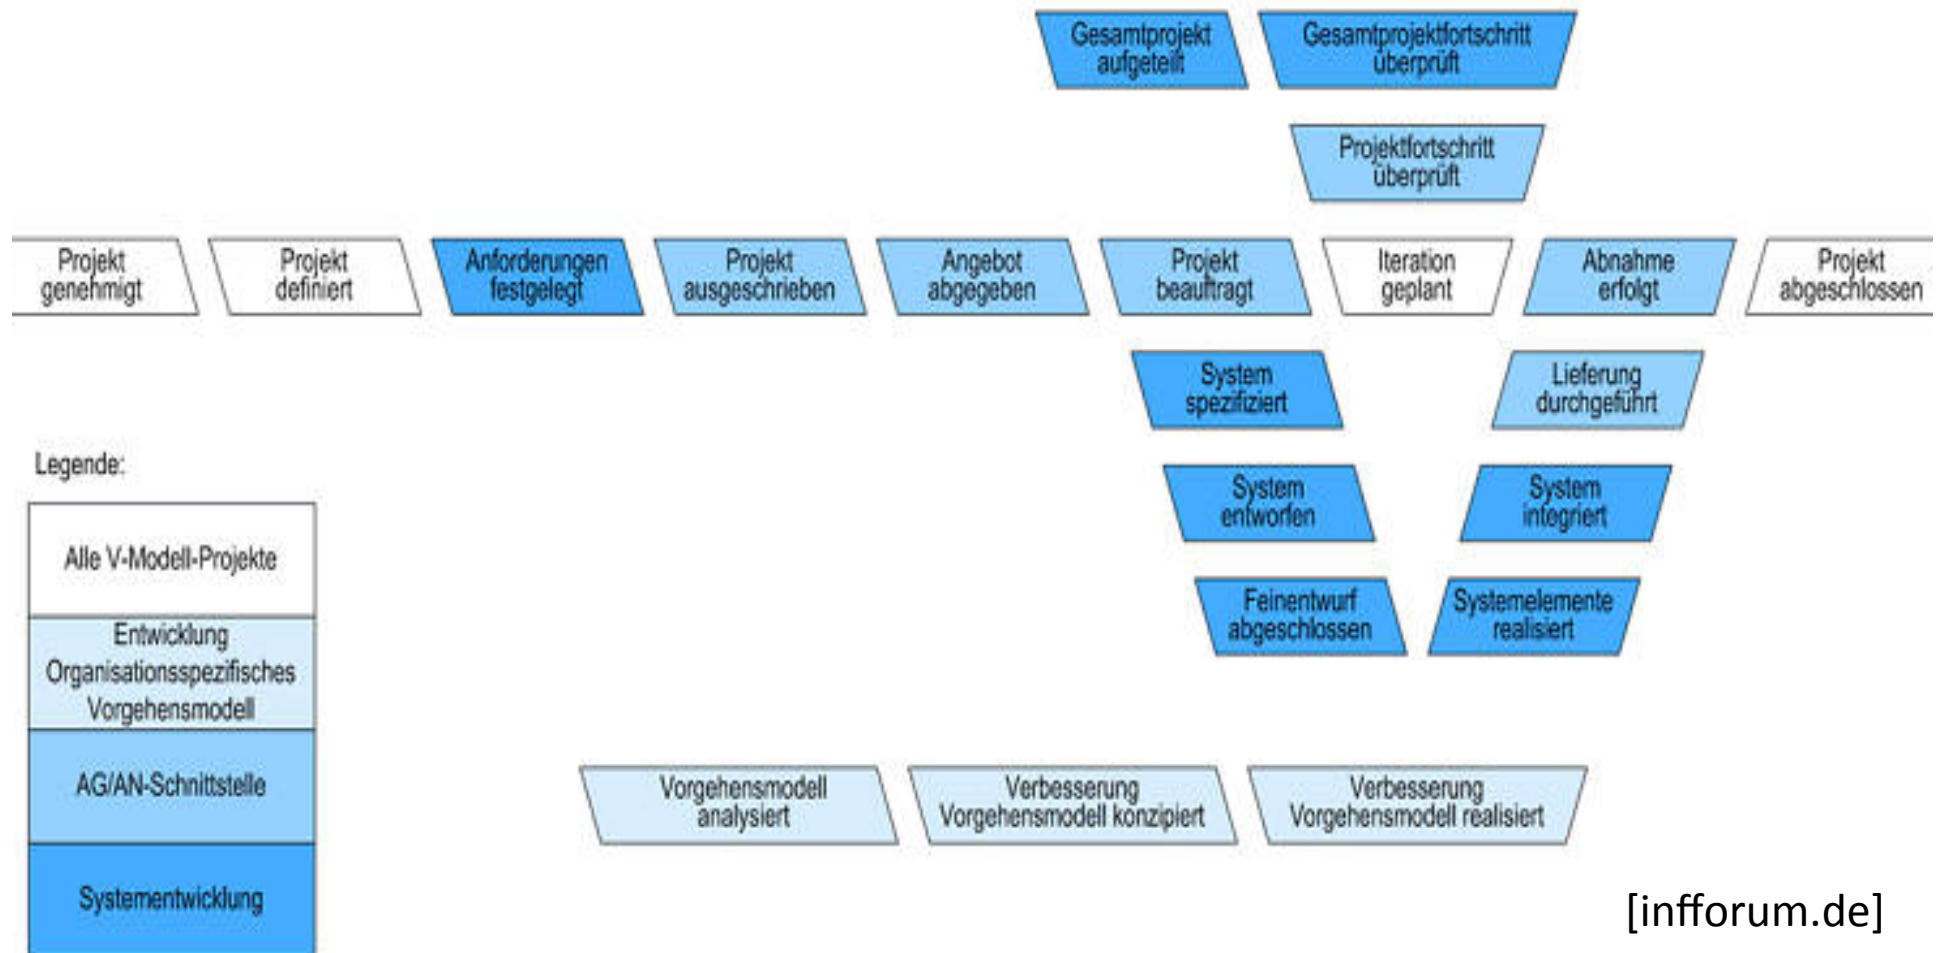 Gesamtprojekt
aufgeteilt
Gesamtprojektfortschritt
überprüft
Projektfortschritt
überprüft
Projekt
genehmigt
Projekt
definiert
Anforderungen
festgelegt
Projekt
ausgeschrieben
Angebot
abgegeben
Projekt
beauftragt
Iteration
geplant
Abnahme
erfolgt
Projekt
abgeschlossen
System
spezifiziert
Lieferung
durchgeführt
System
entworfen
System
integriert
Feinentwurf
abgeschlossen
Systemelemente
realisiert
Legende:
Alle V-Modell-Projekte
Entwicklung
Organisationsspezifisches
Vorgehensmodell
AG/AN-Schnittstelle
Systementwicklung
Vorgehensmodell
analysiert
Verbesserung
Vorgehensmodell konzipiert
Verbesserung
Vorgehensmodell realisiert
[infforum.de]